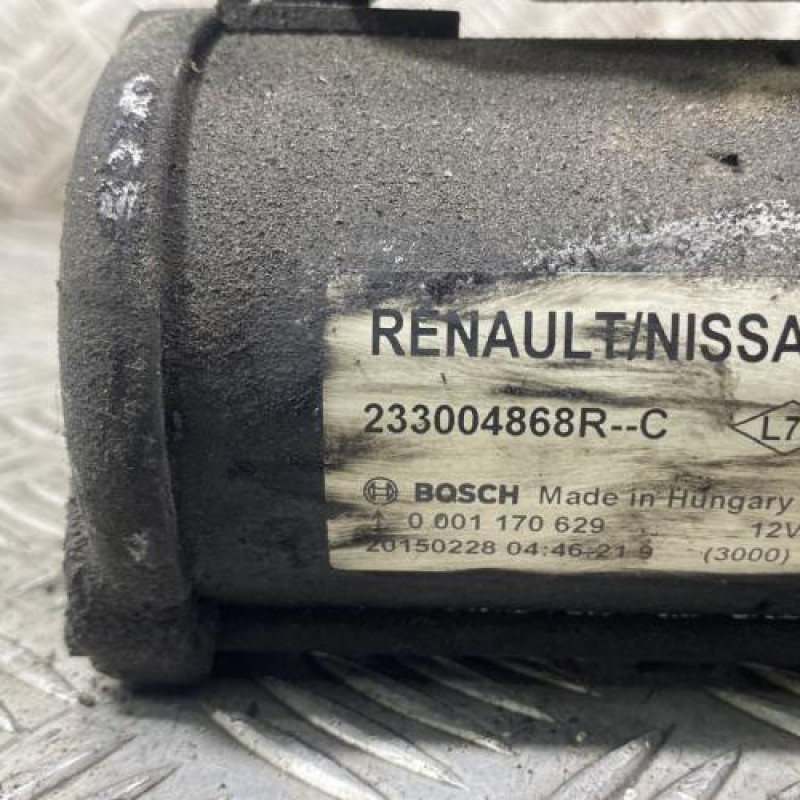 RENAULT/NISSA
233004868R--C L7
BOSCH Made in Hungary
0 001 170 629 12V
20150228 04:46-21 9 (3000)